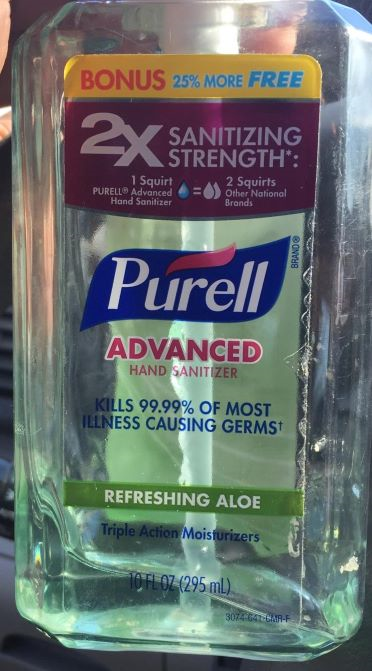 BONUS 25% MORE FREE
2X SANITIZING
STRENGTH*:
1 Squirt
PURELL® Advanced
Hand Sanitizer
=
2 Squirts
Other National
Brands
BRAND®
Purell
ADVANCED
HAND SANITIZER
KILLS 99.99% OF MOST
ILLNESS CAUSING GERMS†
REFRESHING ALOE
Triple Action Moisturizers
10 FL OZ (295 mL)
3074-G41-CMR-F